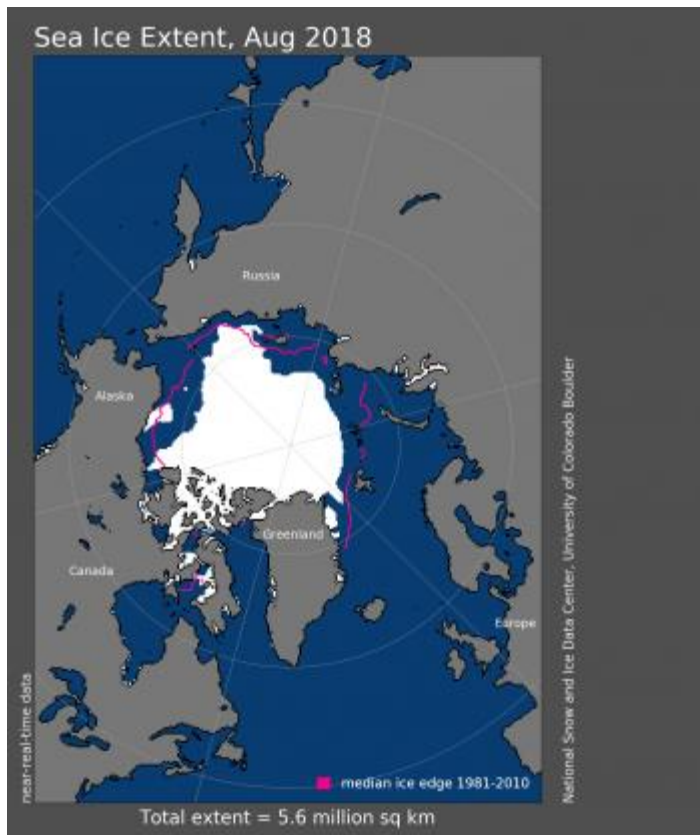 Sea Ice Extent, Aug 2018
Russia
Alaska
Greenland
Canada
Europe
near-real-time data
National Snow and Ice Data Center, University of Colorado Boulder
median ice edge 1981-2010
Total extent = 5.6 million sq km